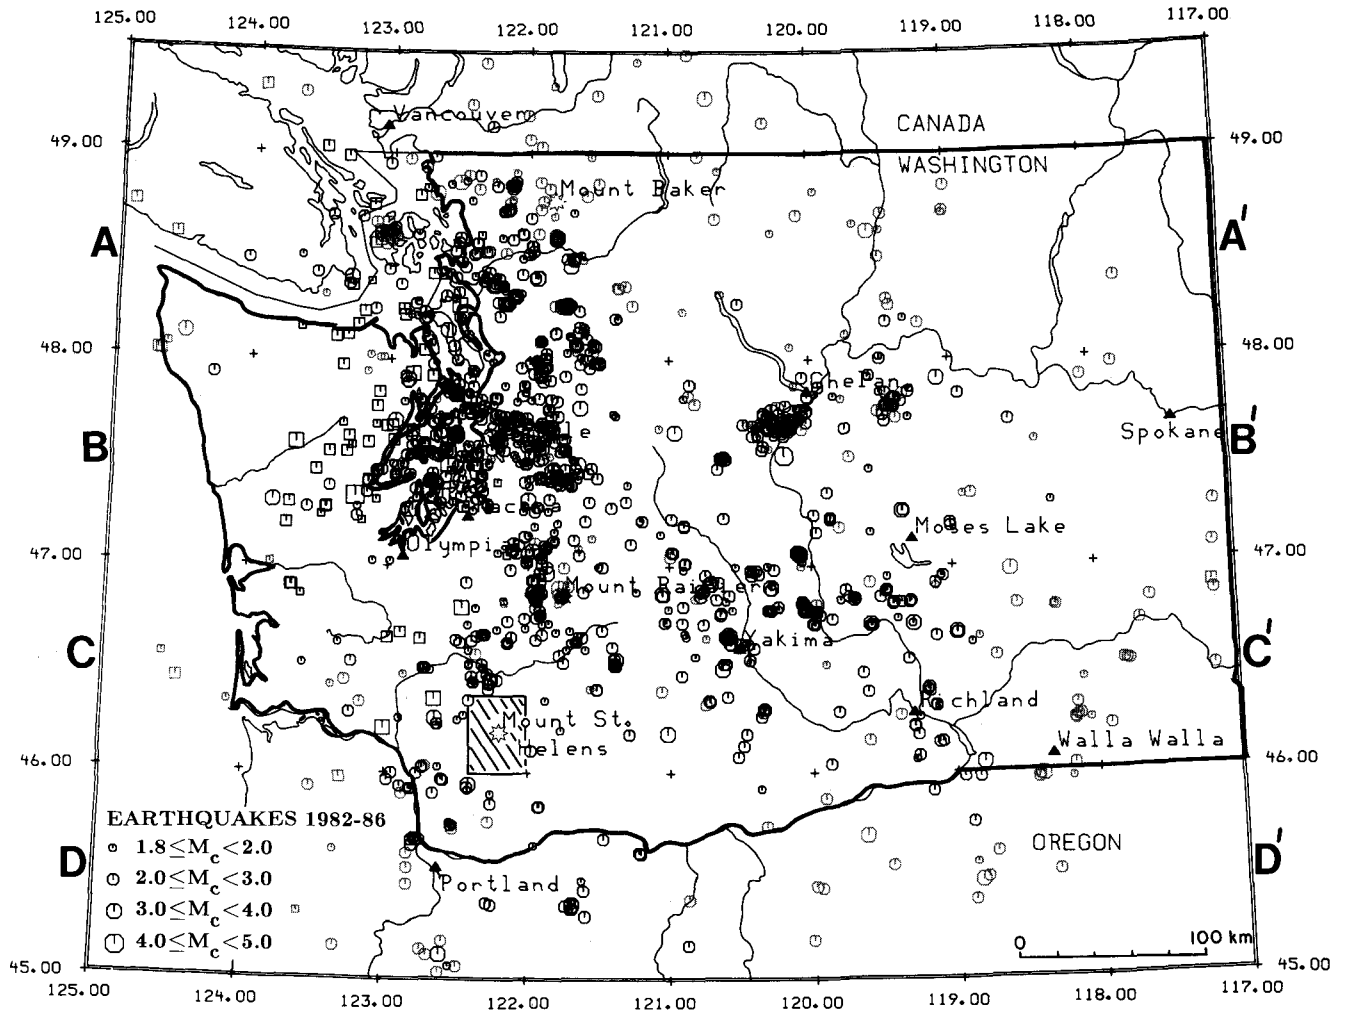 125.00 124.00 123.00 122.00 121.00 120.00 119.00 118.00 117.00
Vancouver
CANADA
49.00 49.00
WASHINGTON
Mount Baker
A A'
48.00 48.00
Chelan
Spokane
B B'
Tacoma
Moses Lake
Olympia
47.00 47.00
Mount Rainier
Yakima
C C'
Richland
Mount St.
Helens
Walla Walla
46.00 46.00
EARTHQUAKES 1982-86
1.8≤Mc<2.0
OREGON
D D'
2.0≤Mc<3.0
Portland
3.0≤Mc<4.0
4.0≤Mc<5.0
0 100 km
45.00 45.00
125.00 124.00 123.00 122.00 121.00 120.00 119.00 118.00 117.00